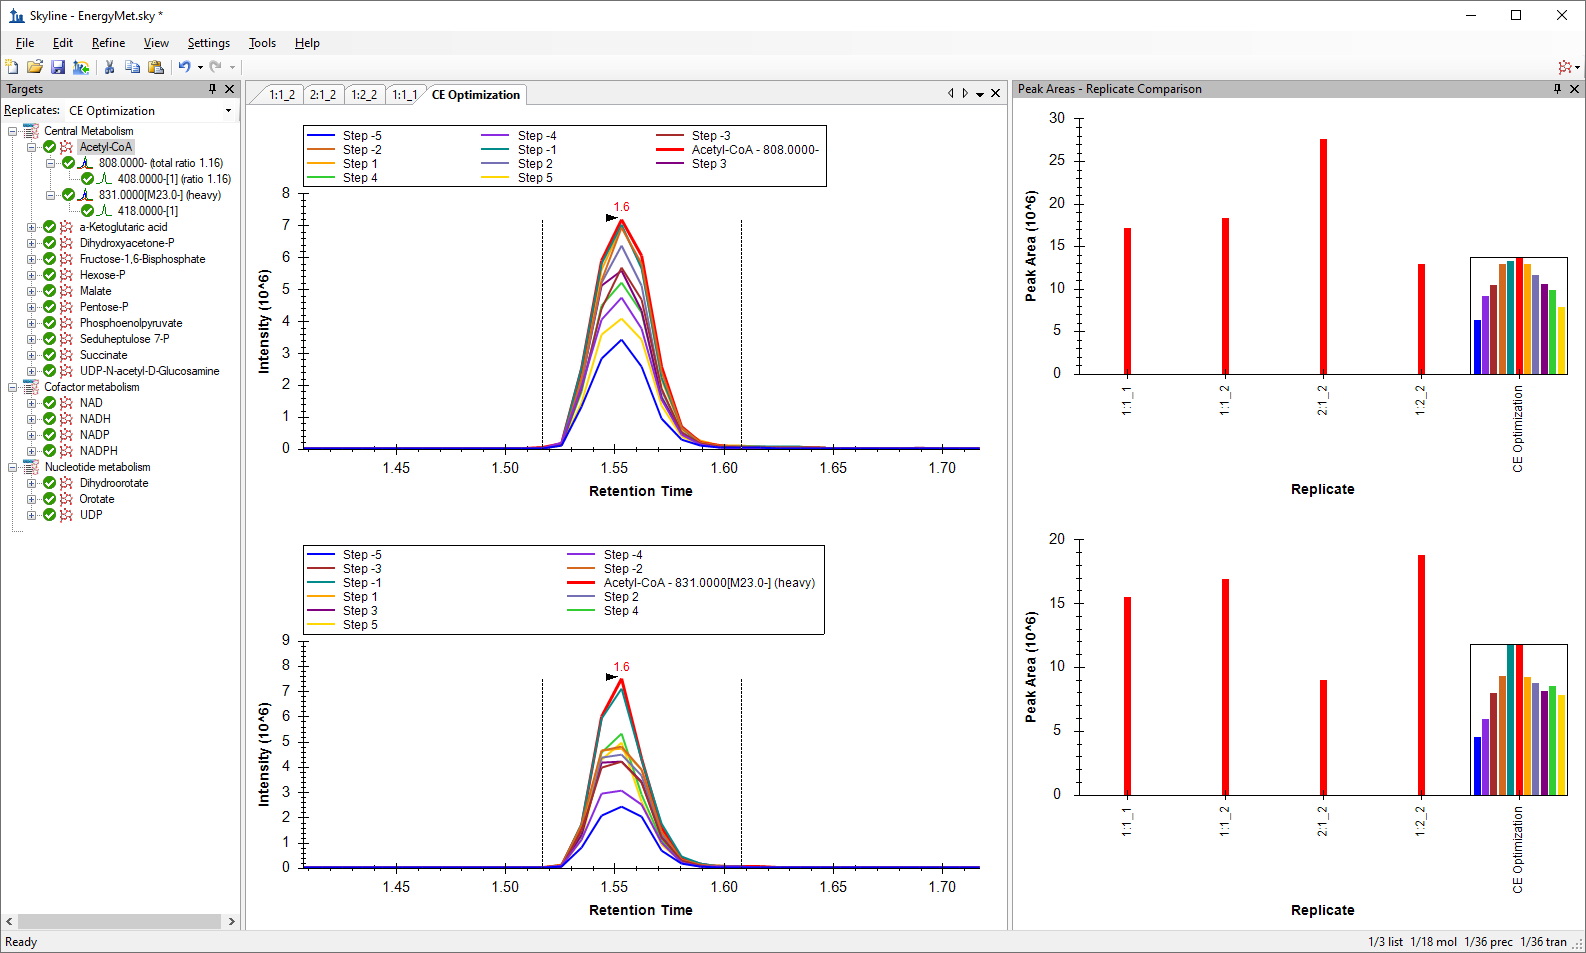 Skyline - EnergyMet.sky *
File Edit Refine View Settings Tools Help
Targets
Replicates: CE Optimization
Central Metabolism
Acetyl-CoA
808.0000- (total ratio 1.16)
408.0000-[1] (ratio 1.16)
831.0000[M23.0-] (heavy)
418.0000-[1]
a-Ketoglutaric acid
Dihydroxyacetone-P
Fructose-1,6-Bisphosphate
Hexose-P
Malate
Pentose-P
Phosphoenolpyruvate
Seduheptulose 7-P
Succinate
UDP-N-acetyl-D-Glucosamine
Cofactor metabolism
NAD
NADH
NADP
NADPH
Nucleotide metabolism
Dihydroorotate
Orotate
UDP
1:1_2 2:1_2 1:2_2 1:1_1 CE Optimization
Step -5 Step -4 Step -3
Step -2 Step -1 Acetyl-CoA - 808.0000-
Step 1 Step 2 Step 3
Step 4 Step 5
8
7
6
5
4
3
2
1
0
Intensity (10^6)
1.6
1.45 1.50 1.55 1.60 1.65 1.70
Retention Time
Step -5 Step -4
Step -3 Step -2
Step -1 Acetyl-CoA - 831.0000[M23.0-] (heavy)
Step 1 Step 2
Step 3 Step 4
Step 5
9
8
7
6
5
4
3
2
1
0
Intensity (10^6)
1.6
1.45 1.50 1.55 1.60 1.65 1.70
Retention Time
Peak Areas - Replicate Comparison
30
25
20
15
10
5
0
Peak Area (10^6)
1:1_1 1:1_2 2:1_2 1:2_2 CE Optimization
Replicate
20
15
10
5
0
Peak Area (10^6)
1:1_1 1:1_2 2:1_2 1:2_2 CE Optimization
Replicate
Ready
1/3 list 1/18 mol 1/36 prec 1/36 tran